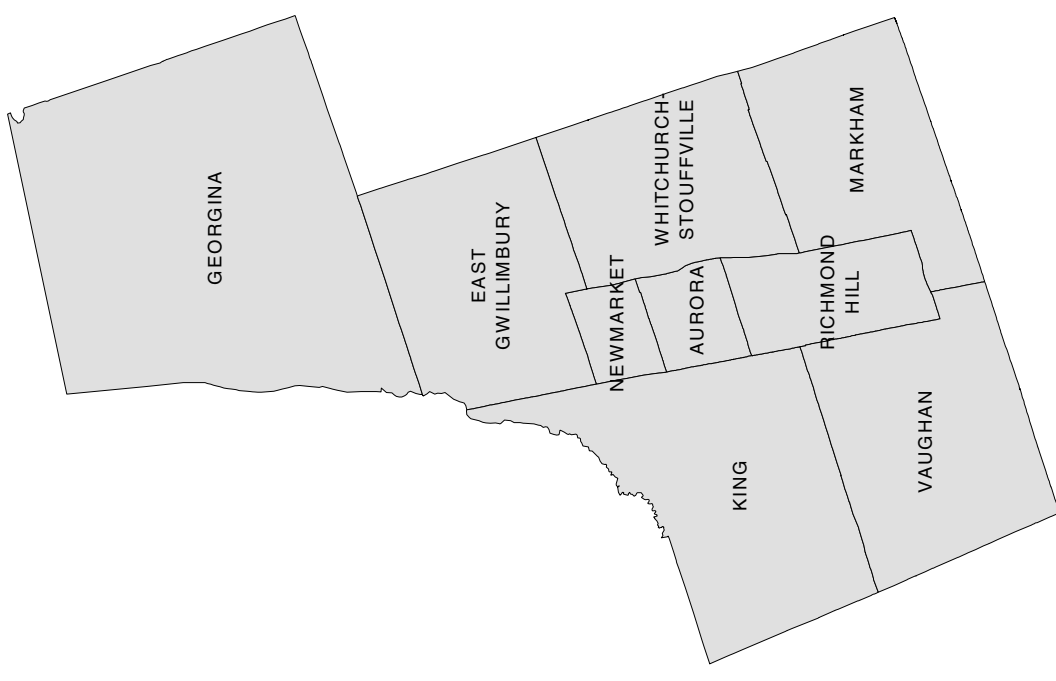 GEORGINA
EAST
GWILLIMBURY
NEWMARKET
WHITCHURCH-
STOUFFVILLE
AURORA
KING
RICHMOND
HILL
MARKHAM
VAUGHAN